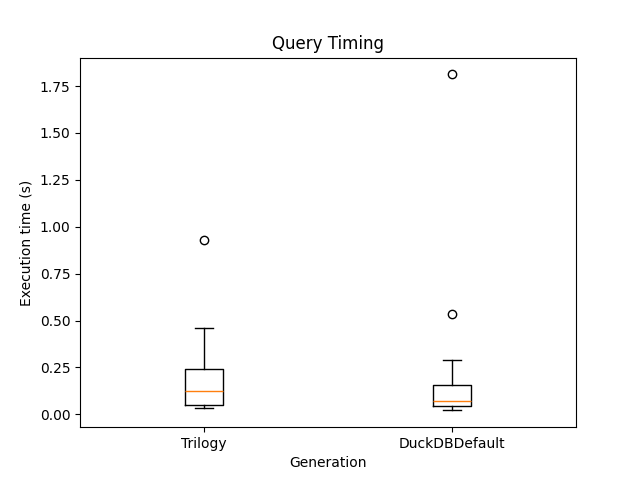 Query Timing
1.75
1.50
1.25
1.00
0.75
0.50
0.25
0.00
Execution time (s)
Trilogy
DuckDBDefault
Generation